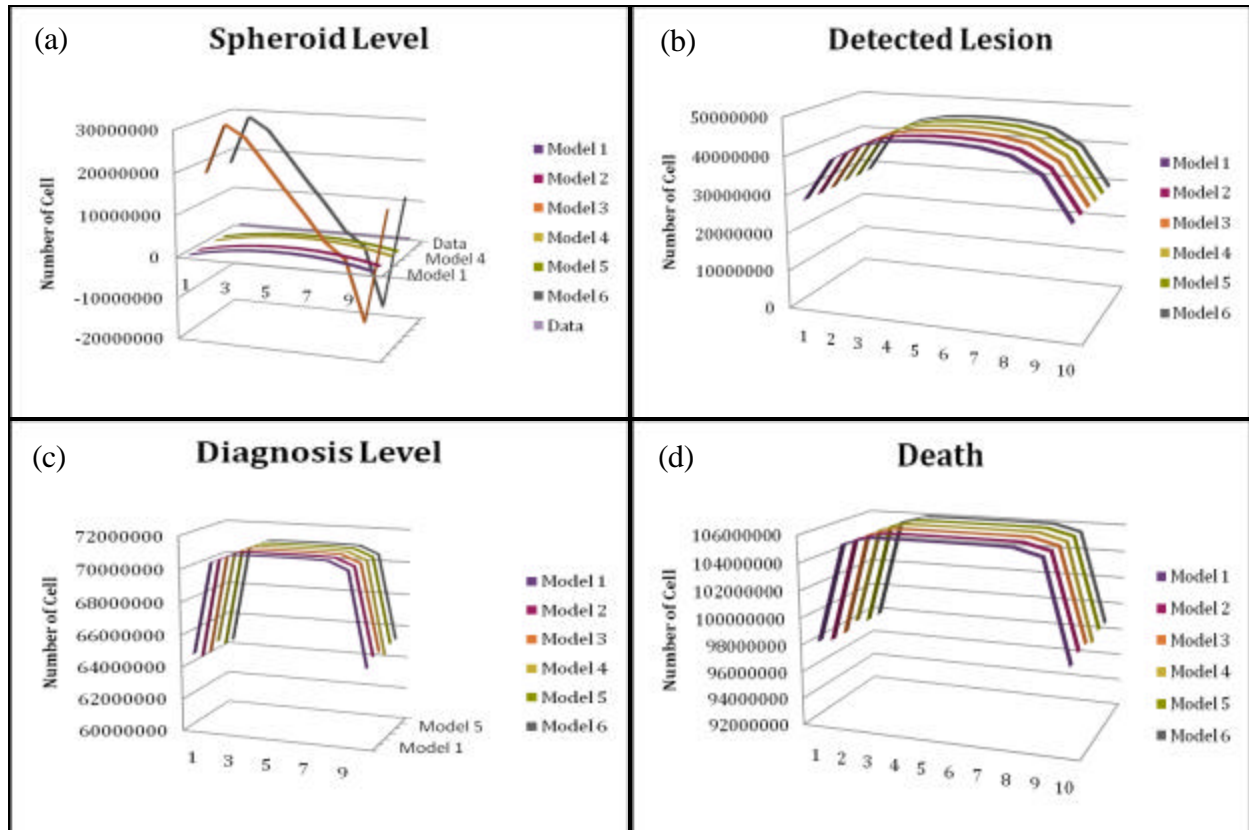 (a)
Spheroid Level
Number of Cell
30000000
20000000
10000000
0
-10000000
-20000000
1 3 5 7 9
Data
Model 4
Model 1
Model 1
Model 2
Model 3
Model 4
Model 5
Model 6
Data
(b)
Detected Lesion
Number of Cell
50000000
40000000
30000000
20000000
10000000
0
1 2 3 4 5 6 7 8 9 10
Model 1
Model 2
Model 3
Model 4
Model 5
Model 6
(c)
Diagnosis Level
Number of Cell
72000000
70000000
68000000
66000000
64000000
62000000
60000000
1 3 5 7 9
Model 5
Model 1
Model 1
Model 2
Model 3
Model 4
Model 5
Model 6
(d)
Death
Number of Cell
106000000
104000000
102000000
100000000
98000000
96000000
94000000
92000000
1 2 3 4 5 6 7 8 9 10
Model 1
Model 2
Model 3
Model 4
Model 5
Model 6